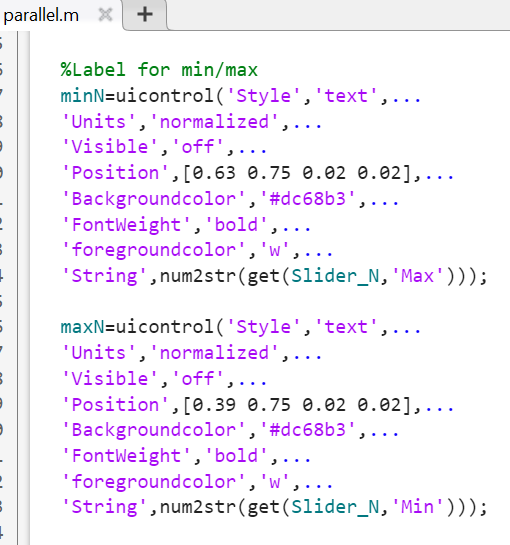 parallel.m
%Label for min/max
minN=uicontrol('Style','text',...
'Units','normalized',...
'Visible','off',...
'Position',[0.63 0.75 0.02 0.02],...
'Backgroundcolor','#dc68b3',...
'FontWeight','bold',...
'foregroundcolor','w',...
'String',num2str(get(Slider_N,'Max')));
maxN=uicontrol('Style','text',...
'Units','normalized',...
'Visible','off',...
'Position',[0.39 0.75 0.02 0.02],...
'Backgroundcolor','#dc68b3',...
'FontWeight','bold',...
'foregroundcolor','w',...
'String',num2str(get(Slider_N,'Min')));